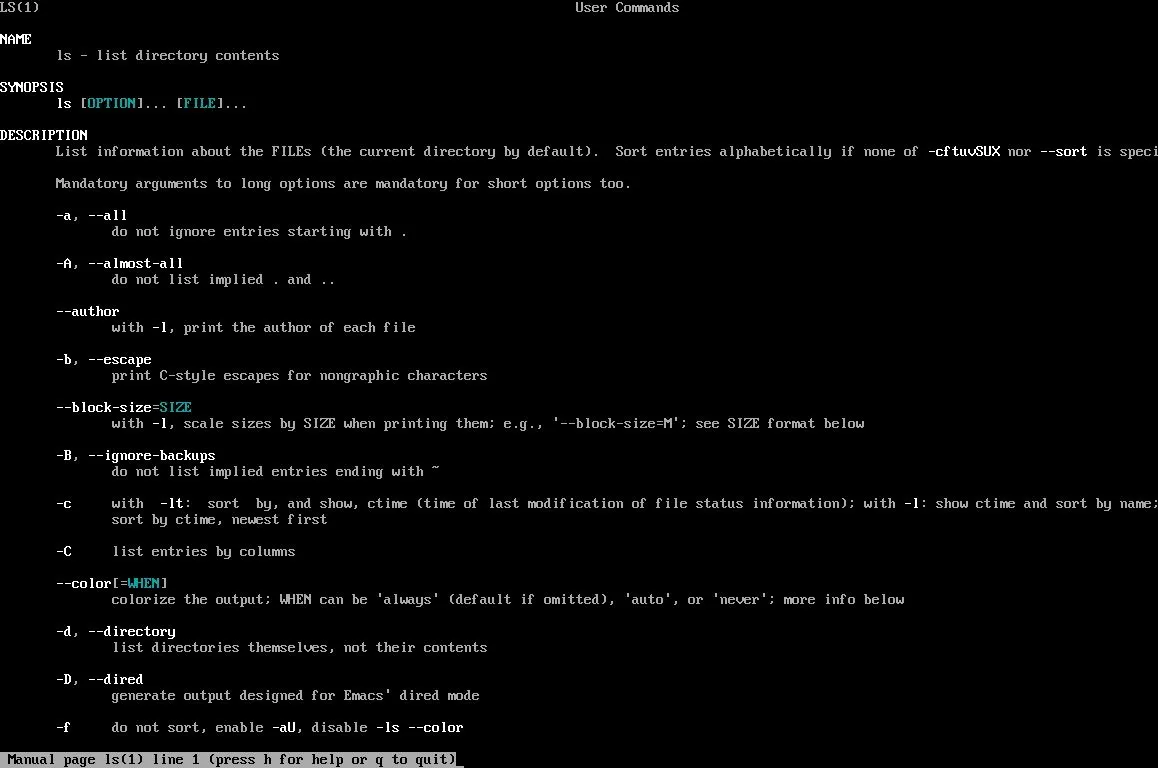 LS(1) User Commands
NAME
ls - list directory contents
SYNOPSIS
ls [OPTION]... [FILE]...
DESCRIPTION
List information about the FILEs (the current directory by default). Sort entries alphabetically if none of -cftuvSUX nor --sort is speci
Mandatory arguments to long options are mandatory for short options too.
-a, --all
do not ignore entries starting with .
-A, --almost-all
do not list implied . and ..
--author
with -l, print the author of each file
-b, --escape
print C-style escapes for nongraphic characters
--block-size=SIZE
with -l, scale sizes by SIZE when printing them; e.g., '--block-size=M'; see SIZE format below
-B, --ignore-backups
do not list implied entries ending with ~
-c with -lt: sort by, and show, ctime (time of last modification of file status information); with -l: show ctime and sort by name;
sort by ctime, newest first
-C list entries by columns
--color[=WHEN]
colorize the output; WHEN can be 'always' (default if omitted), 'auto', or 'never'; more info below
-d, --directory
list directories themselves, not their contents
-D, --dired
generate output designed for Emacs' dired mode
-f do not sort, enable -aU, disable -ls --color
Manual page ls(1) line 1 (press h for help or q to quit)